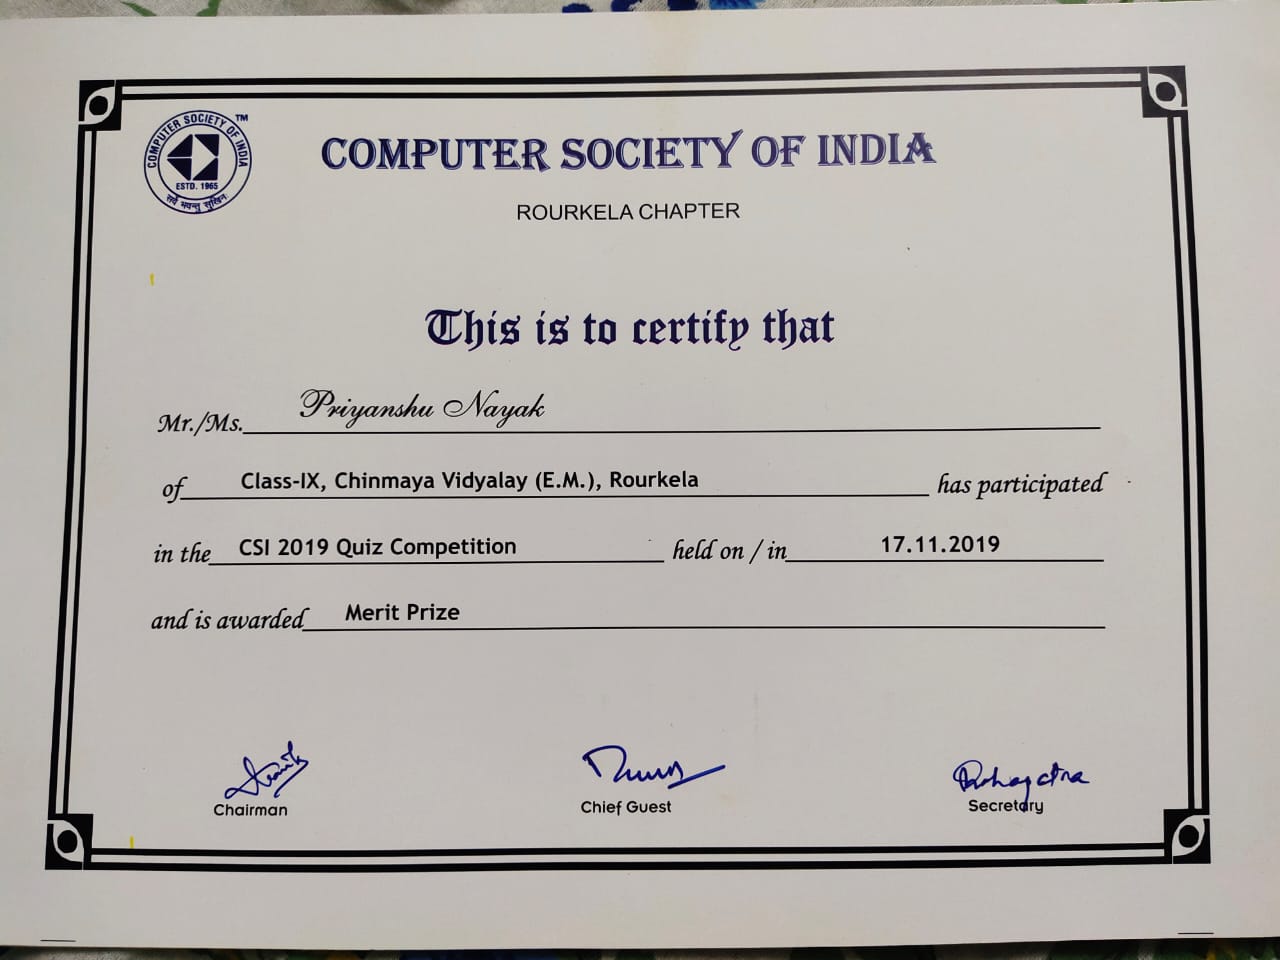 COMPUTER SOCIETY OF INDIA
TM
ESTD. 1965
सर्वे भवन्तु सुखिनः
COMPUTER SOCIETY OF INDIA
ROURKELA CHAPTER
This is to certify that
Mr./Ms. Priyanshu Nayak
of Class-IX, Chinmaya Vidyalay (E.M.), Rourkela has participated
in the CSI 2019 Quiz Competition held on / in 17.11.2019
and is awarded Merit Prize
Chairman Chief Guest Secretary